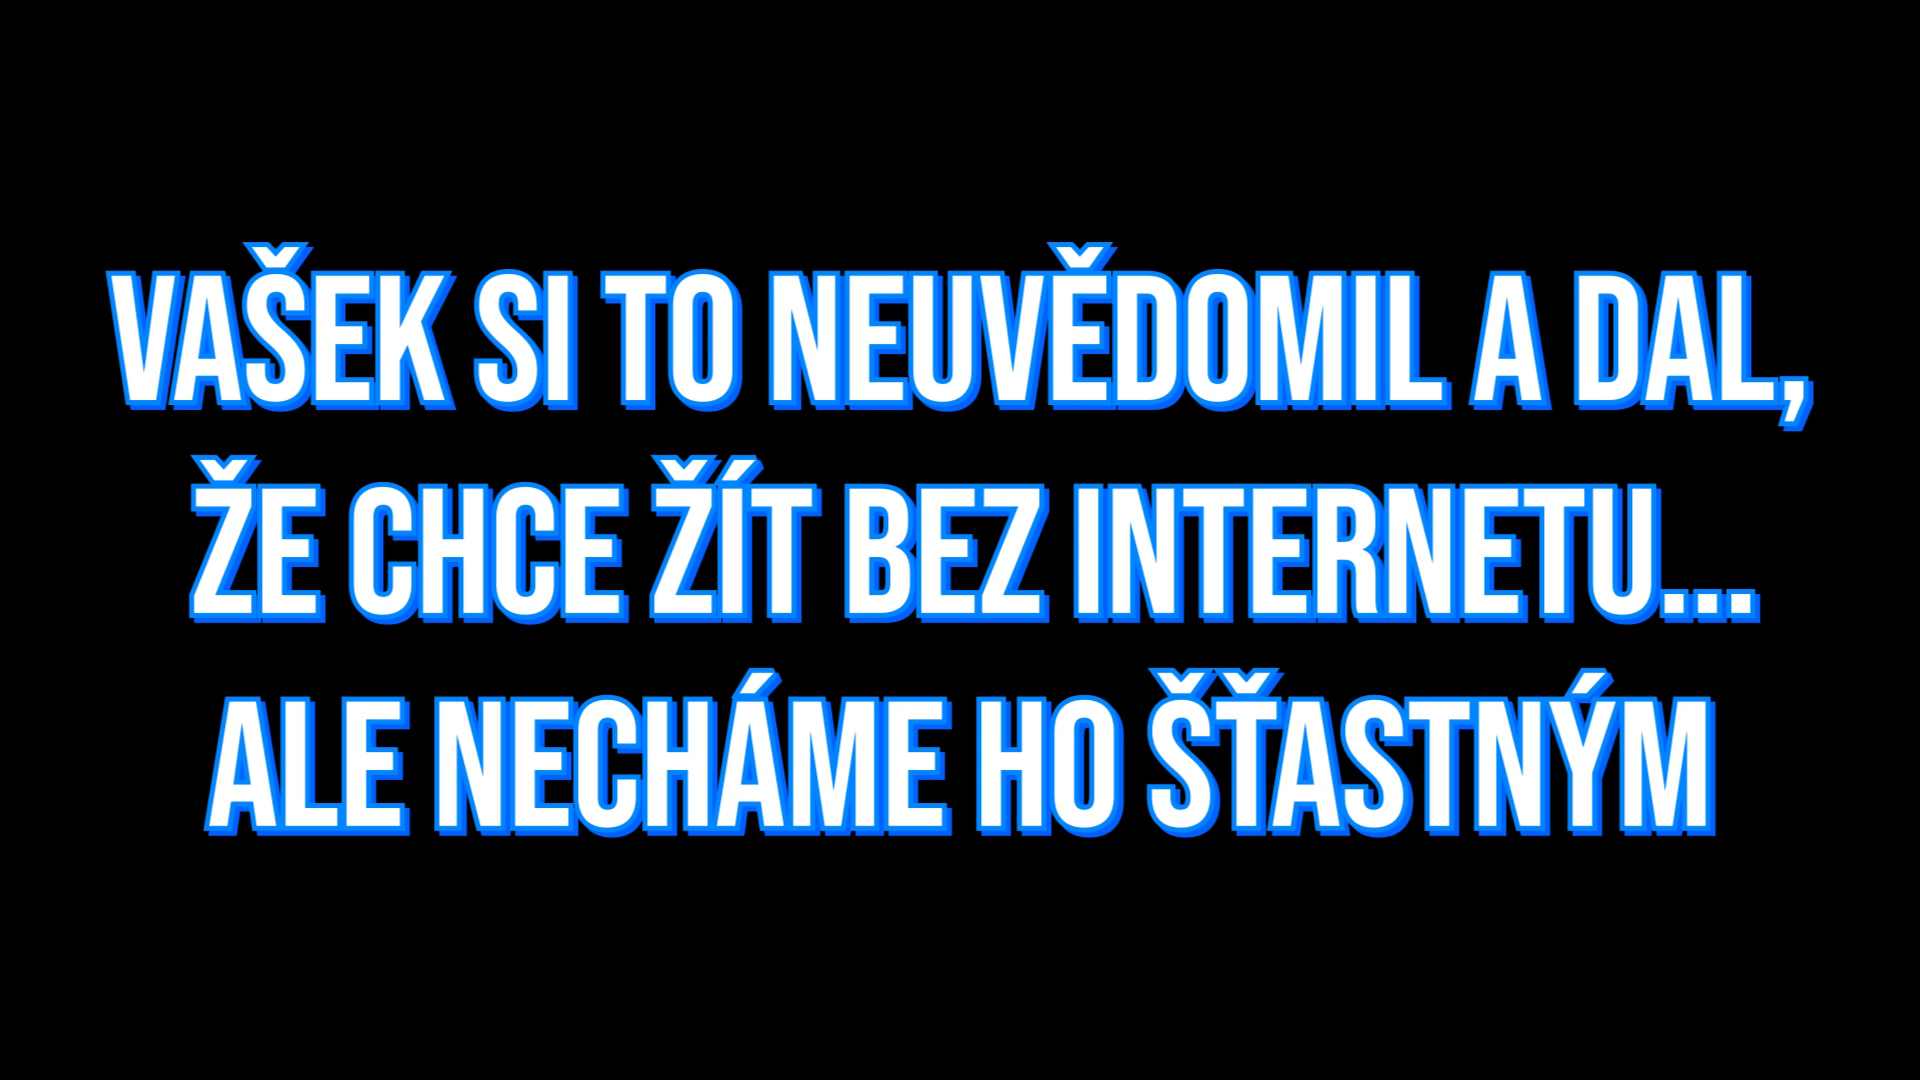 VAŠEK SI TO NEUVĚDOMIL A DAL,
ŽE CHCE ŽÍT BEZ INTERNETU...
ALE NECHÁME HO ŠŤASTNÝM